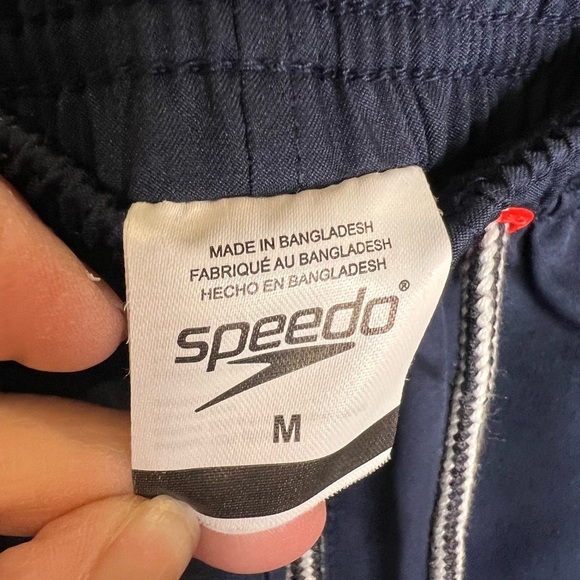 MADE IN BANGLADESH
FABRIQUÉ AU BANGLADESH
HECHO EN BANGLADESH
speedo®
M